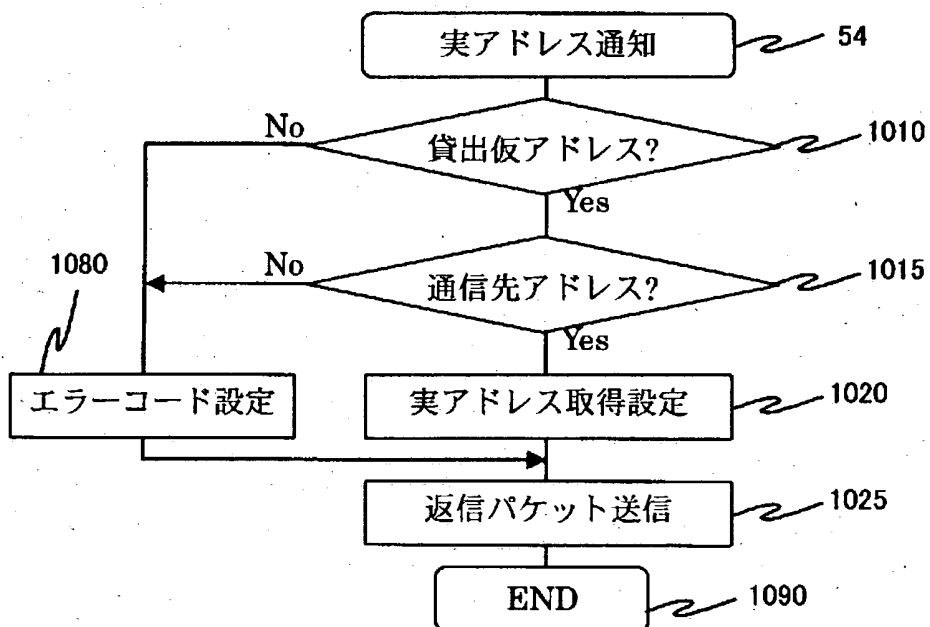 実アドレス通知
54
No
貸出仮アドレス?
1010
Yes
1080
No
通信先アドレス?
1015
Yes
エラーコード設定
実アドレス取得設定
1020
返信パケット送信
1025
END
1090